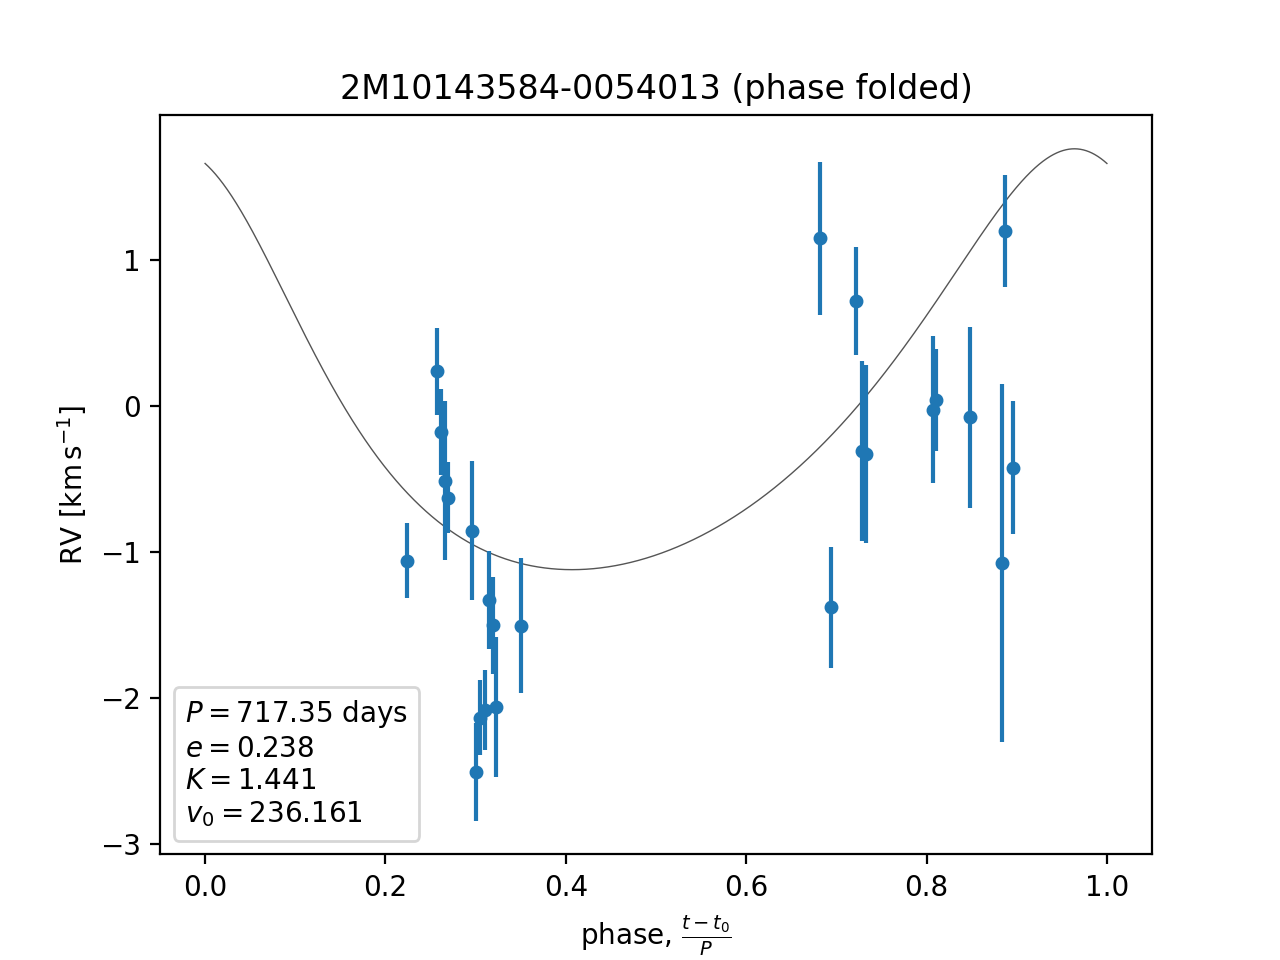 2M10143584-0054013 (phase folded)
RV [km s⁻¹]
1
0
−1
−2
−3
P = 717.35 days
e = 0.238
K = 1.441
v₀ = 236.161
0.0 0.2 0.4 0.6 0.8 1.0
phase, (t − t₀)/P